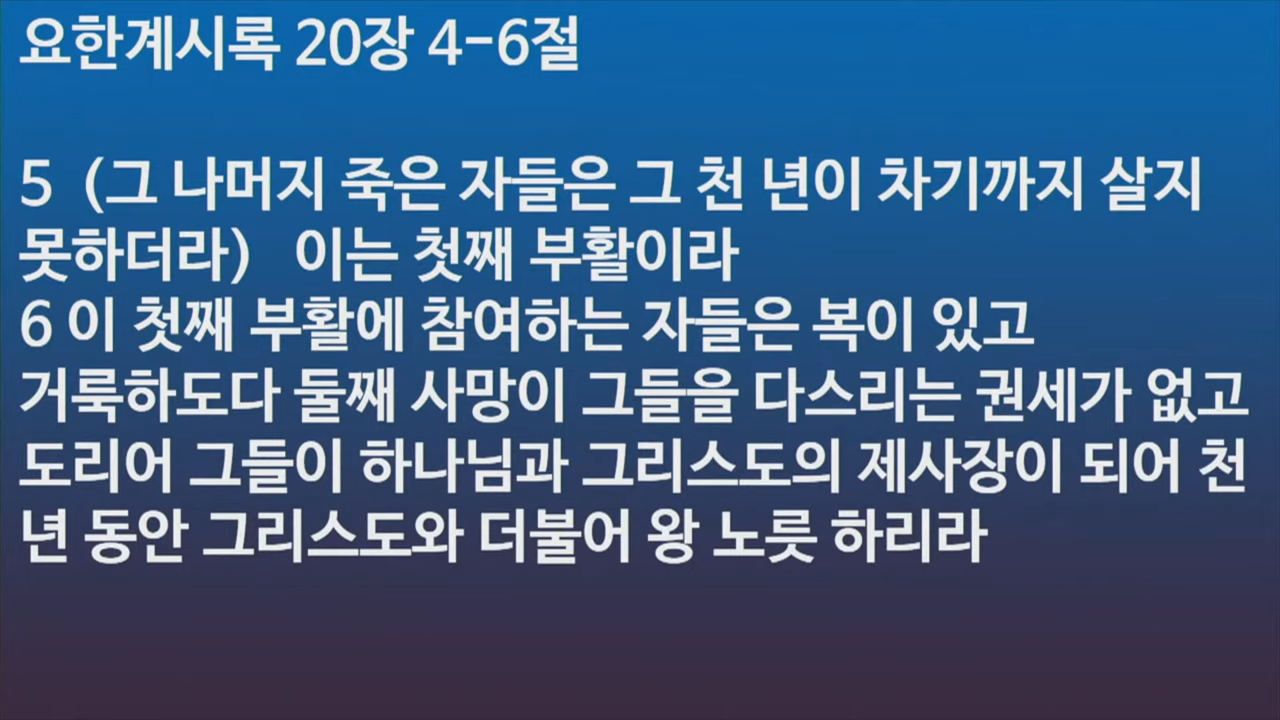 요한계시록 20장 4-6절
5 (그 나머지 죽은 자들은 그 천 년이 차기까지 살지
못하더라) 이는 첫째 부활이라
6 이 첫째 부활에 참여하는 자들은 복이 있고
거룩하도다 둘째 사망이 그들을 다스리는 권세가 없고
도리어 그들이 하나님과 그리스도의 제사장이 되어 천
년 동안 그리스도와 더불어 왕 노릇 하리라